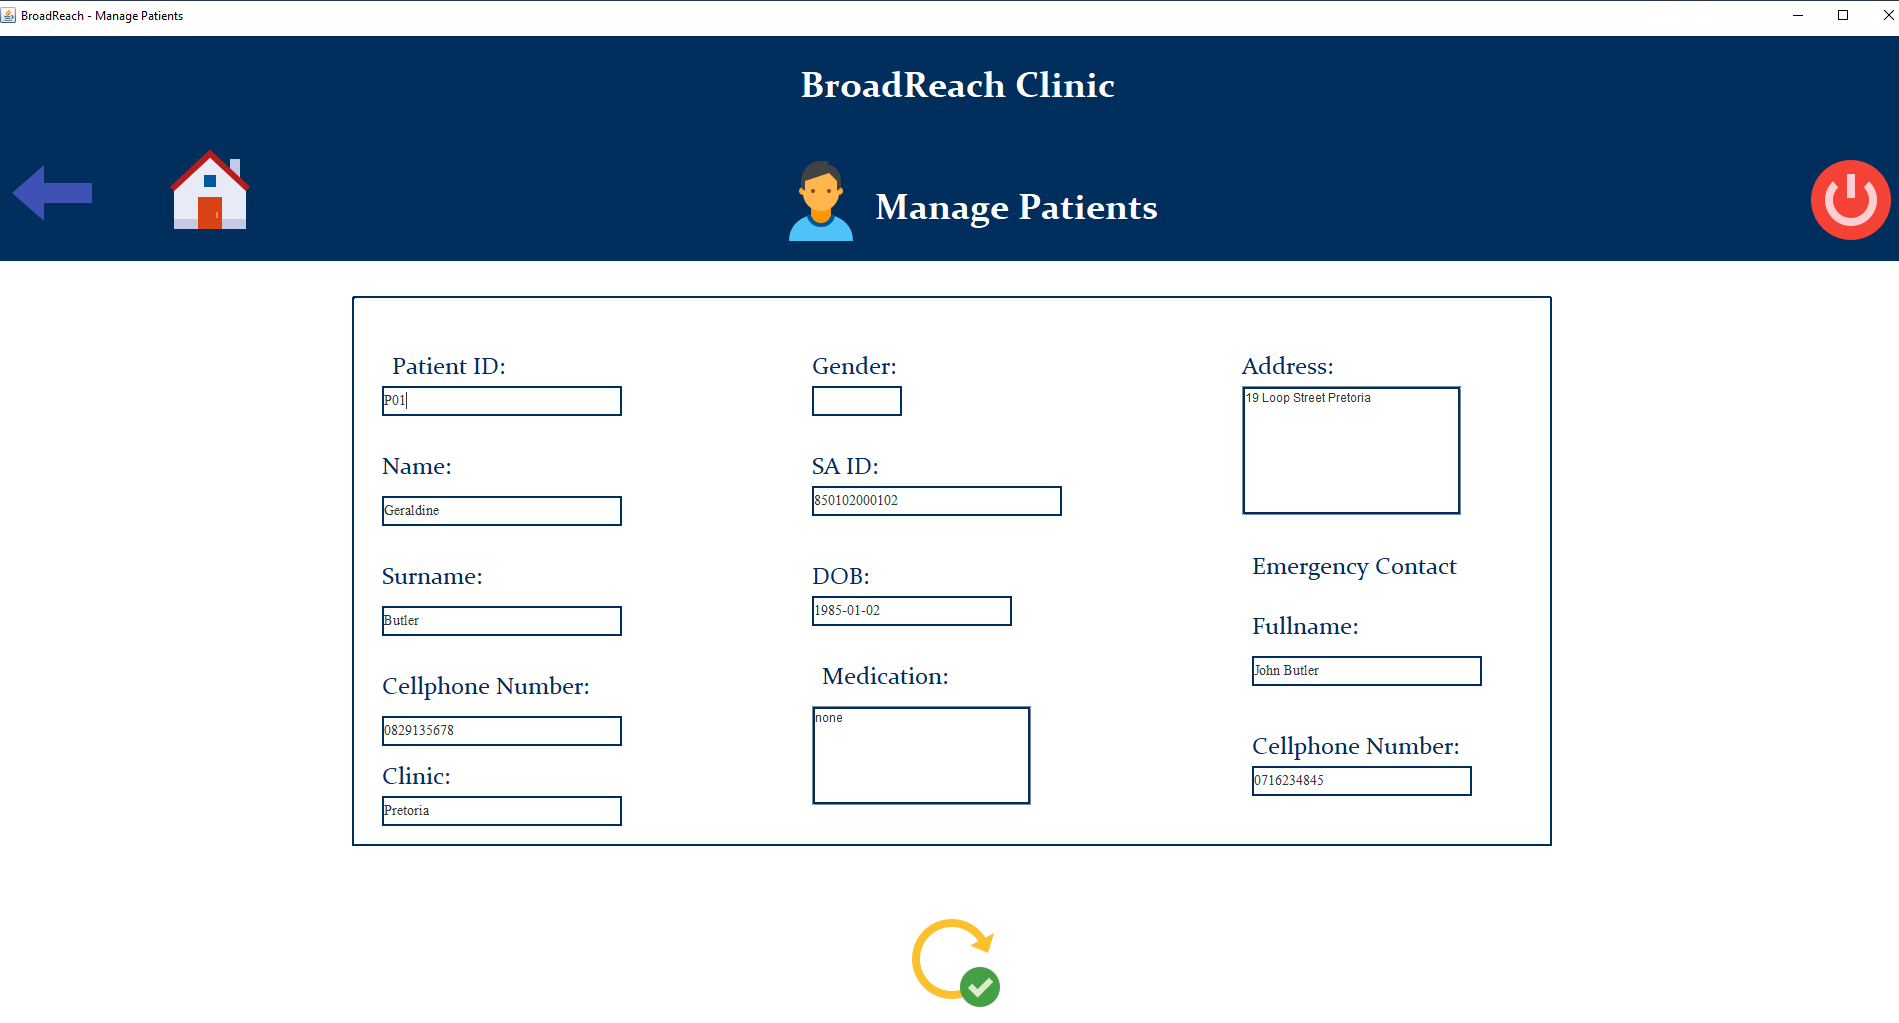 BroadReach - Manage Patients
BroadReach Clinic
Manage Patients
Patient ID:
P01
Name:
Geraldine
Surname:
Butler
Cellphone Number:
0829135678
Clinic:
Pretoria
Gender:
SA ID:
850102000102
DOB:
1985-01-02
Medication:
none
Address:
19 Loop Street Pretoria
Emergency Contact
Fullname:
John Butler
Cellphone Number:
0716234845